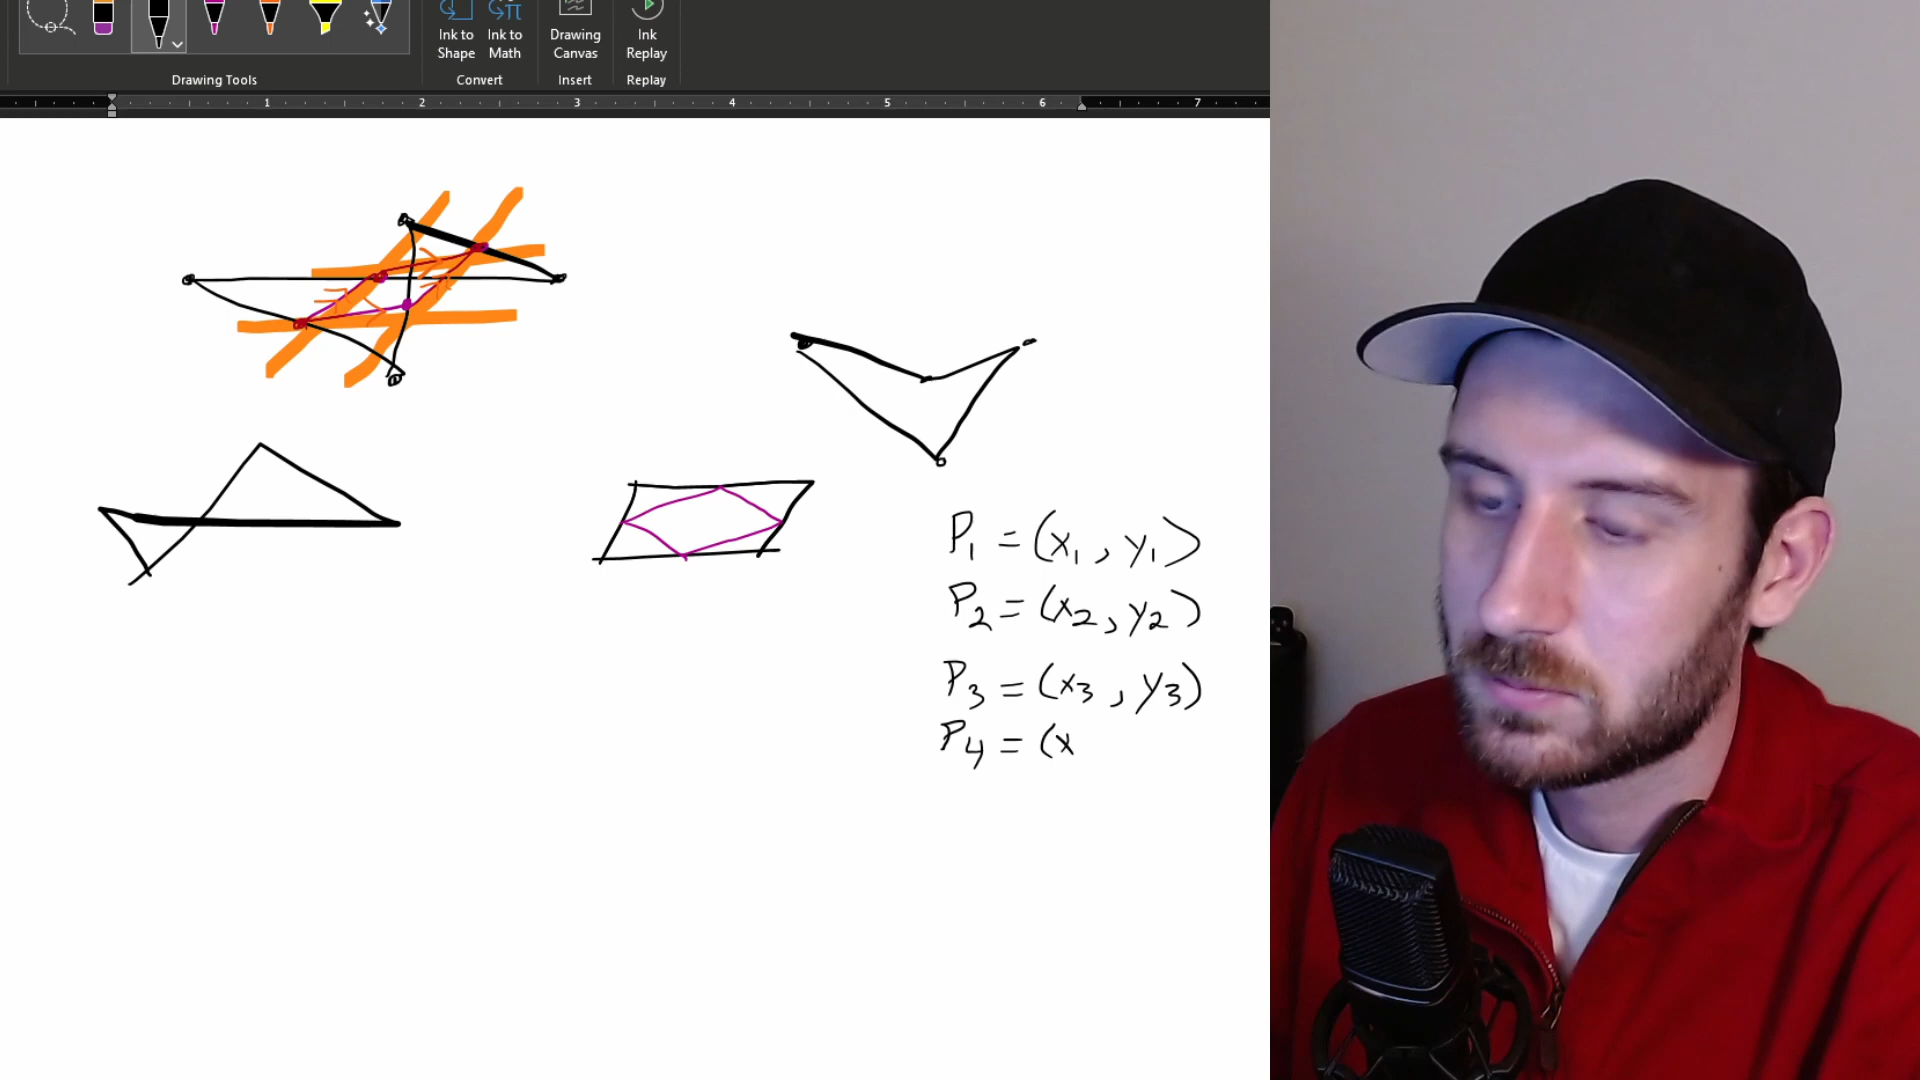 Ink to Shape
Ink to Math
Drawing Canvas
Ink Replay
Drawing Tools
Convert
Insert
Replay
1 2 3 4 5 6 7
P₁ = (x₁, y₁)
P₂ = (x₂, y₂)
P₃ = (x₃, y₃)
P₄ = (x